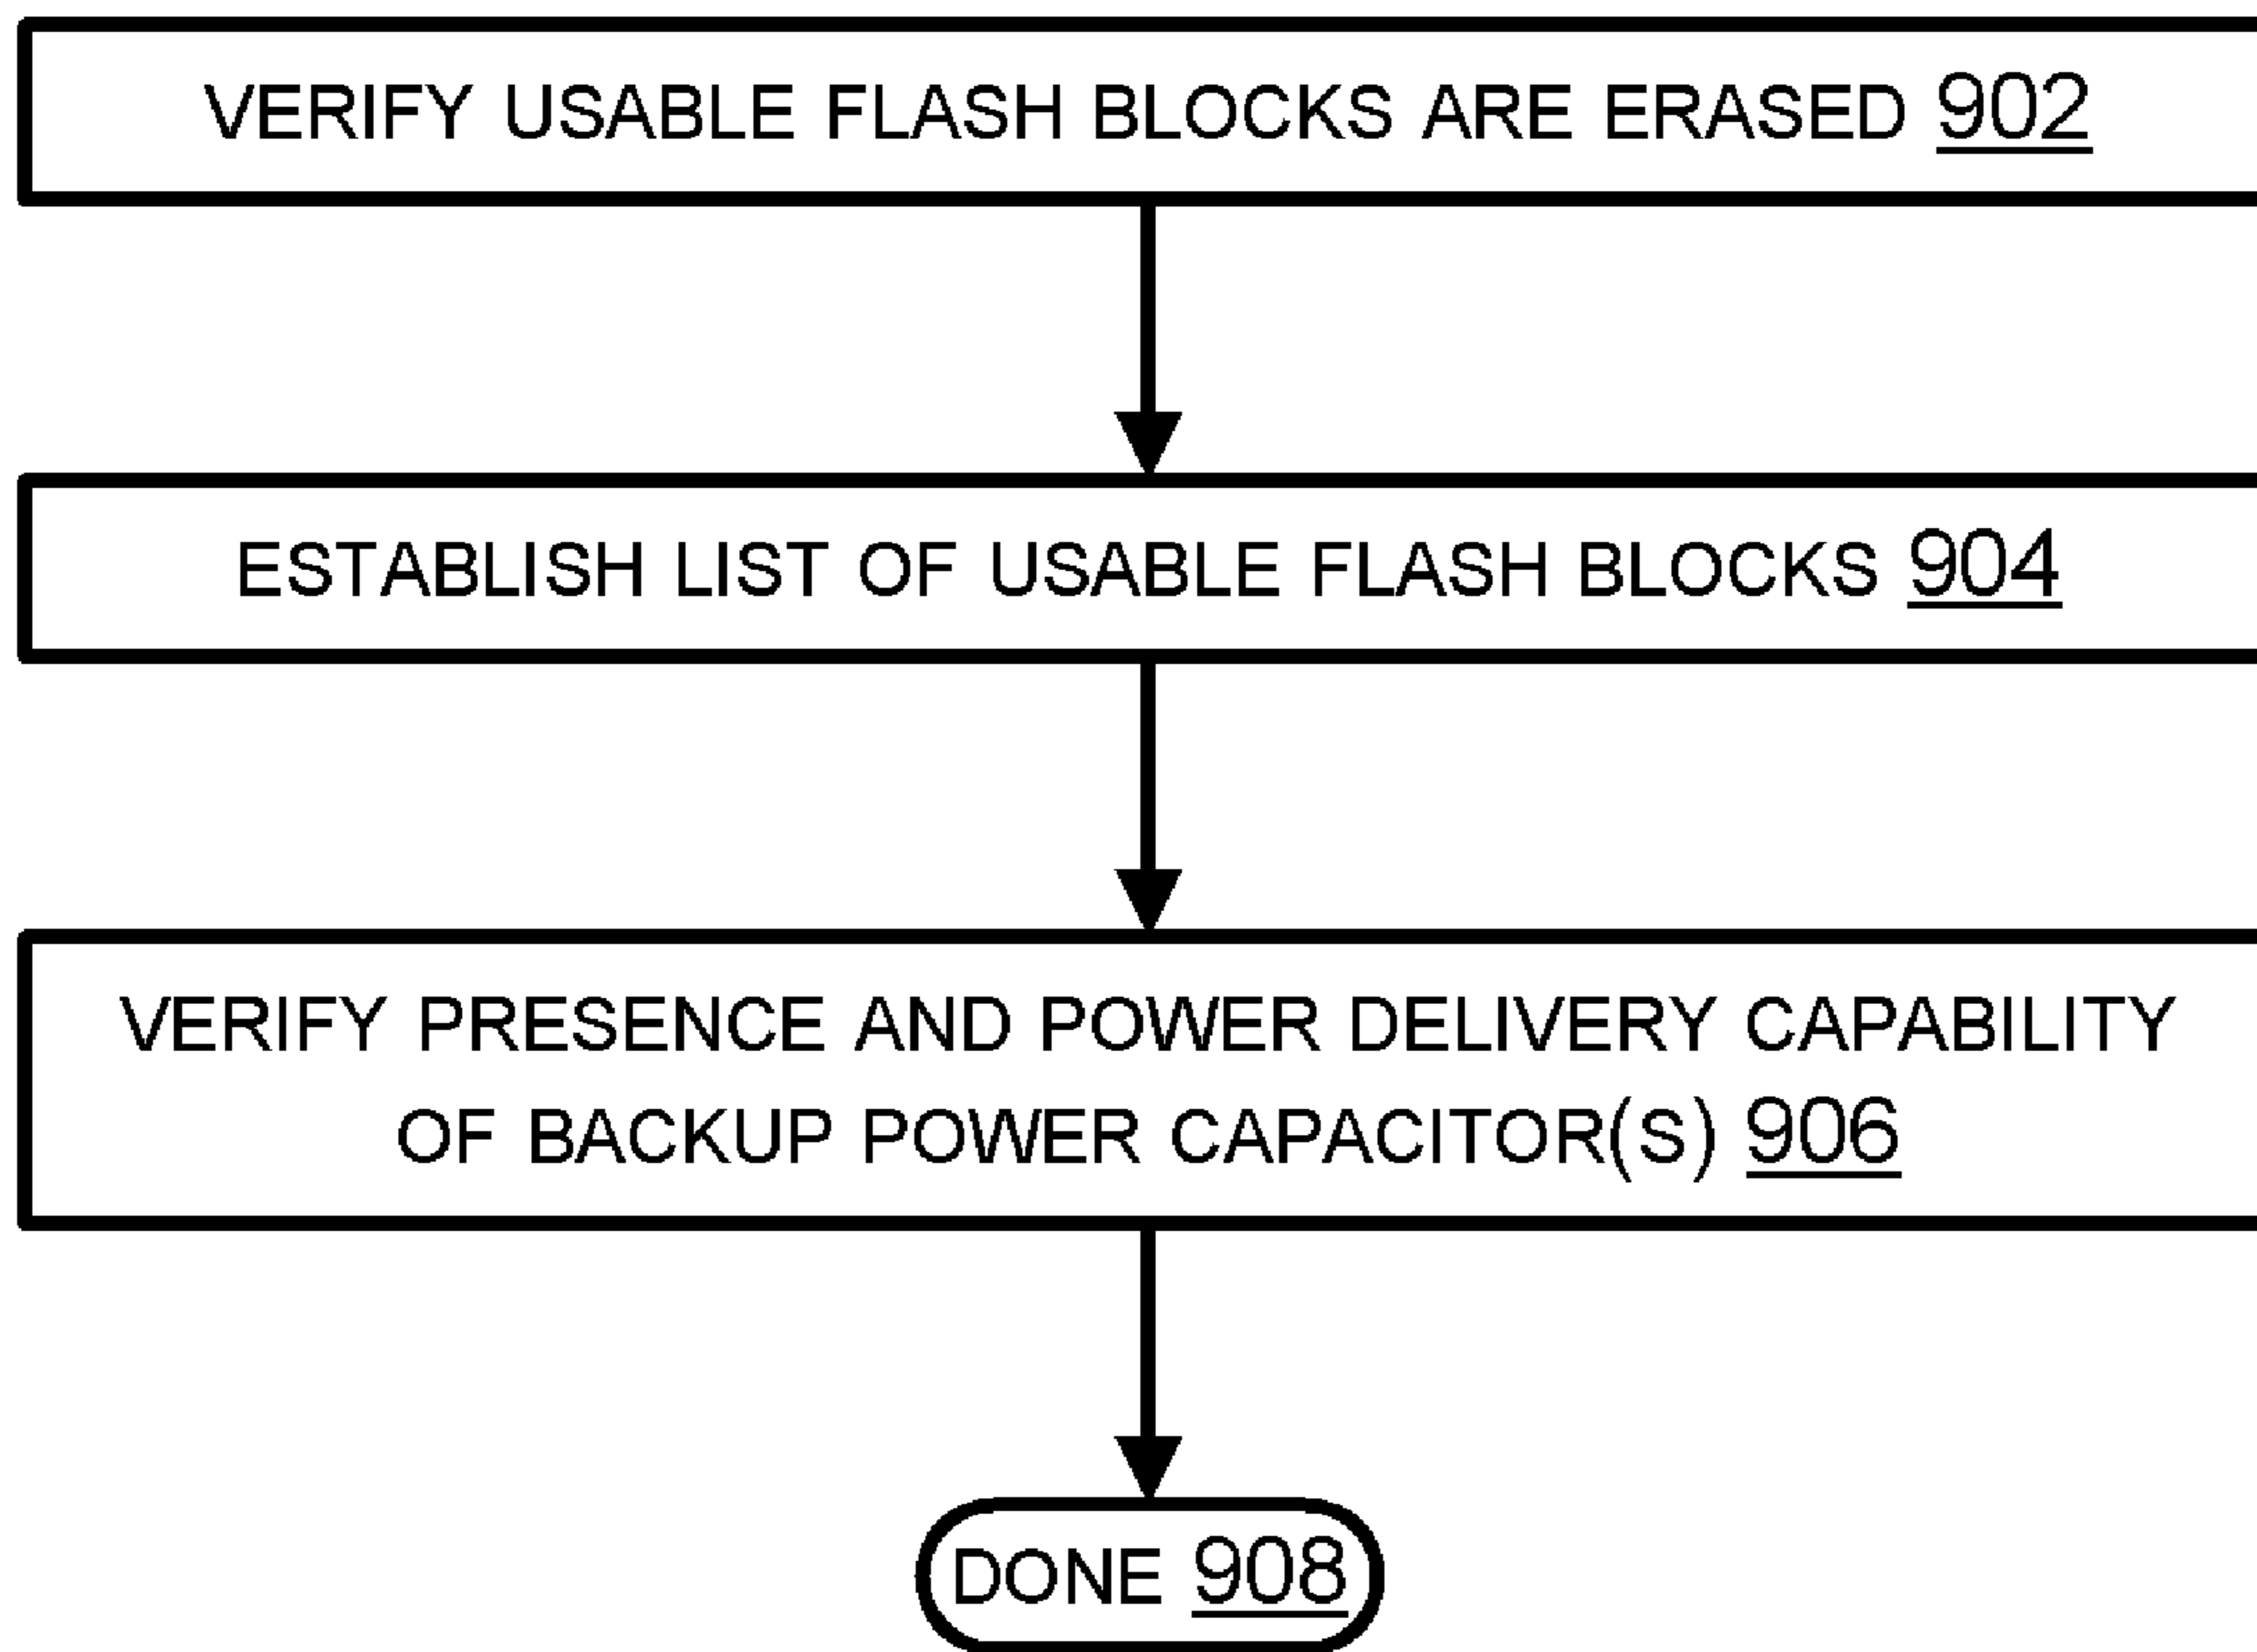 VERIFY USABLE FLASH BLOCKS ARE ERASED 902
ESTABLISH LIST OF USABLE FLASH BLOCKS 904
VERIFY PRESENCE AND POWER DELIVERY CAPABILITY
OF BACKUP POWER CAPACITOR(S) 906
DONE 908